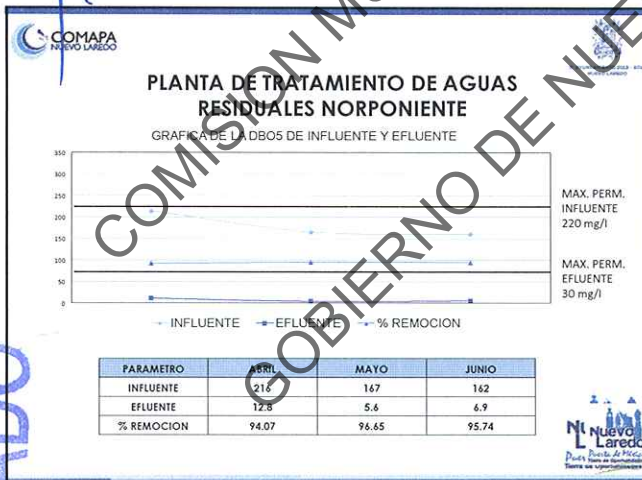 COMAPA
NUEVO LAREDO
PLANTA DE TRATAMIENTO DE AGUAS
RESIDUALES NORPONIENTE
GRAFICA DE LA DBO5 DE INFLUENTE Y EFLUENTE
350
300
250
200
150
100
50
0
MAX. PERM.
INFLUENTE
220 mg/l
MAX. PERM.
EFLUENTE
30 mg/l
INFLUENTE EFLUENTE % REMOCION
PARAMETRO ABRIL MAYO JUNIO
INFLUENTE 216 167 162
EFLUENTE 12.8 5.6 6.9
% REMOCION 94.07 96.65 95.74
COMISION
GOBIERNO DE
NL Nuevo
Laredo